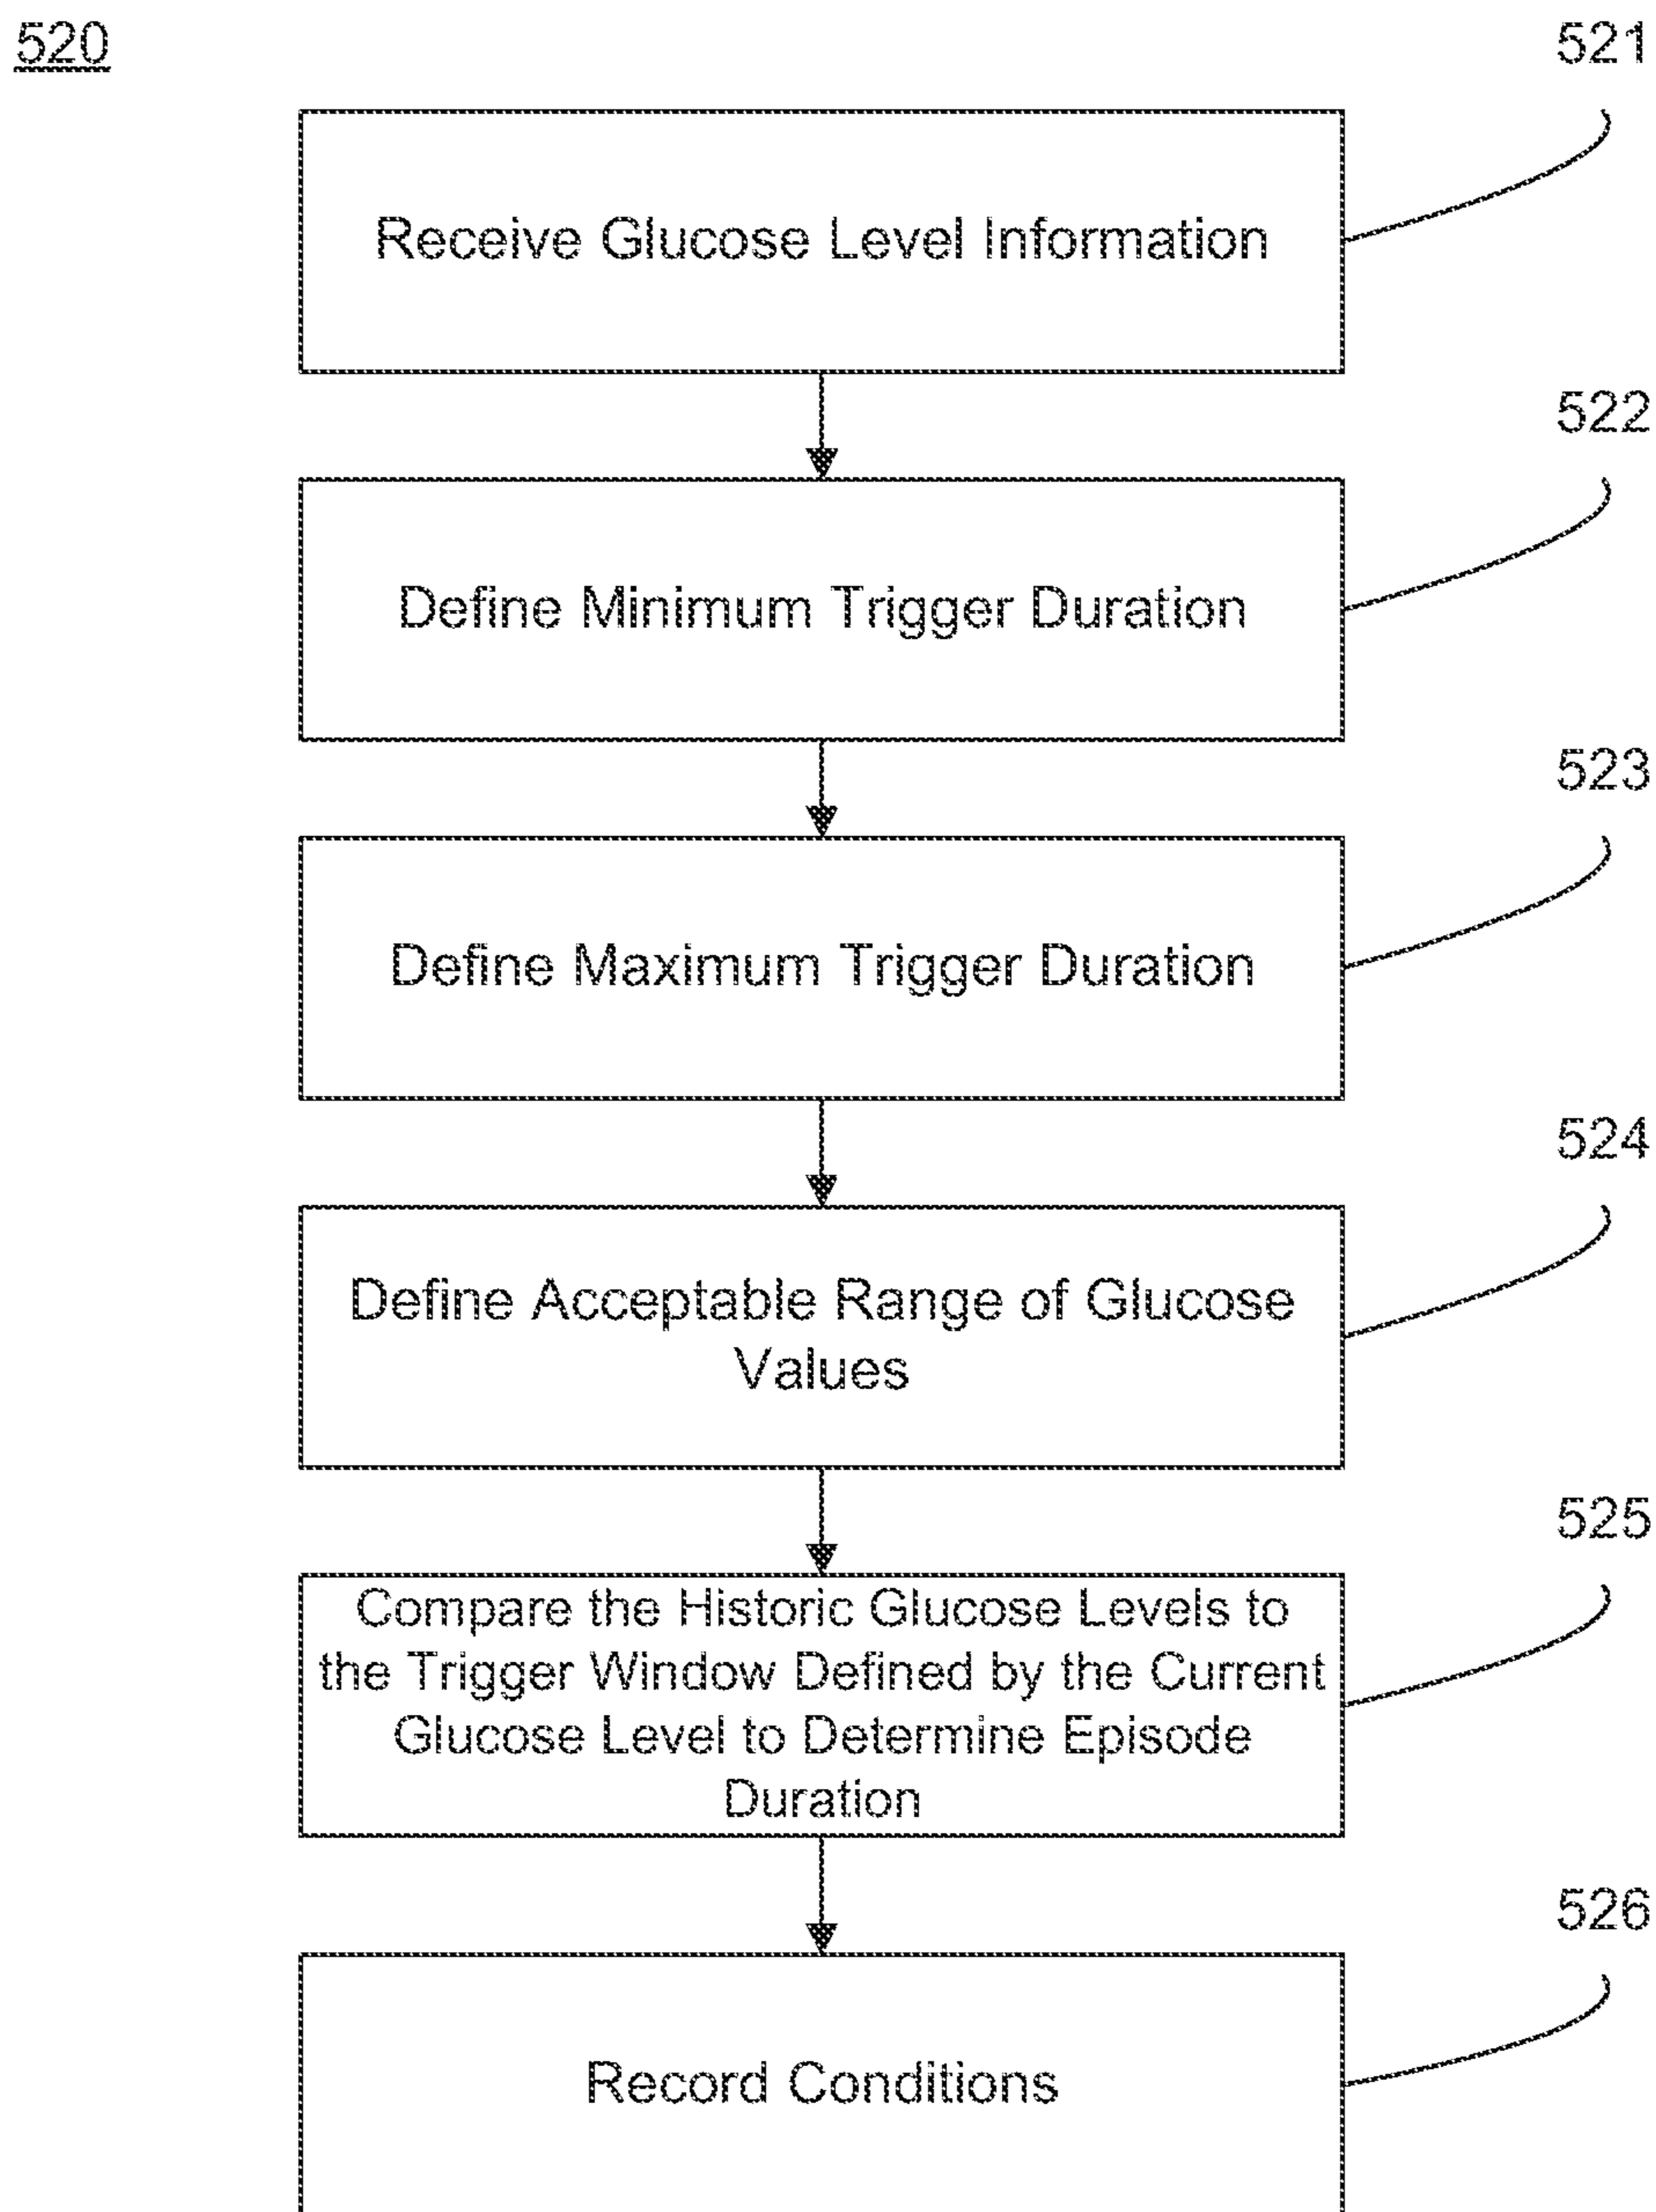 520
521
Receive Glucose Level Information
522
Define Minimum Trigger Duration
523
Define Maximum Trigger Duration
524
Define Acceptable Range of Glucose
Values
525
Compare the Historic Glucose Levels to
the Trigger Window Defined by the Current
Glucose Level to Determine Episode
Duration
526
Record Conditions